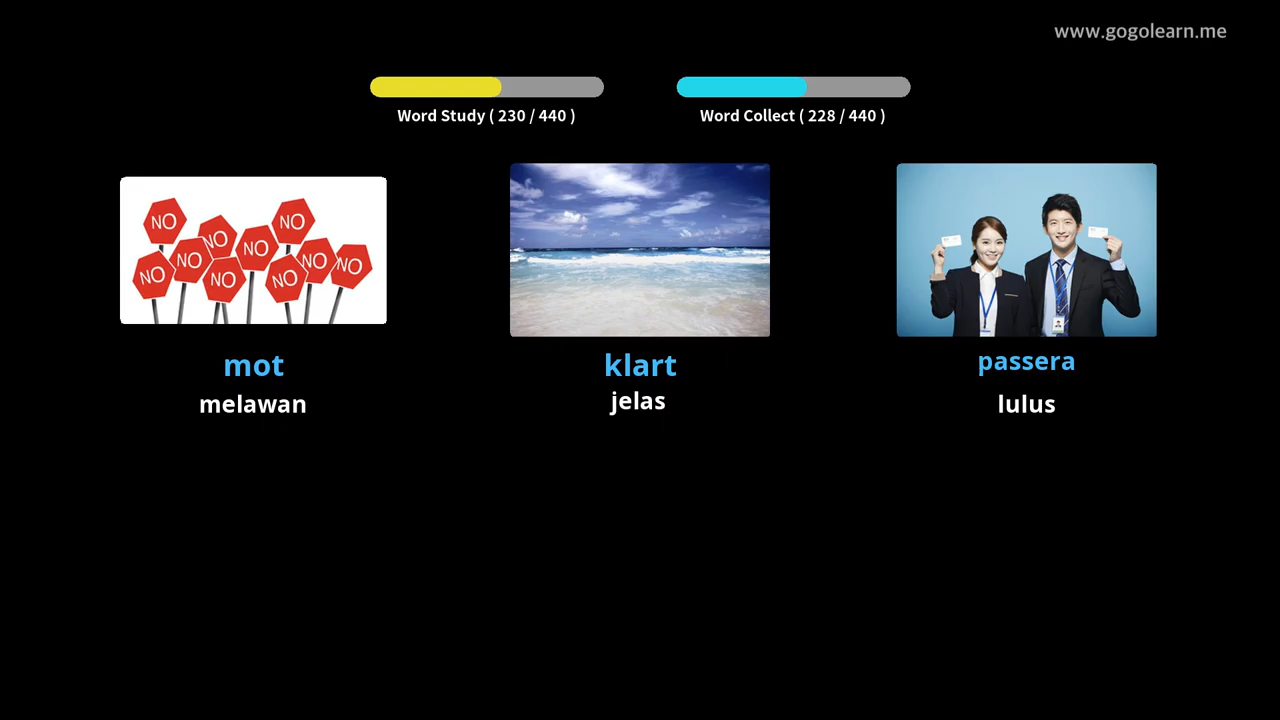 www.gogolearn.me
Word Study ( 230 / 440 )
Word Collect ( 228 / 440 )
NO
NO
NO
NO
NO
NO
NO
NO
NO
NO
mot
klart
passera
melawan
jelas
lulus